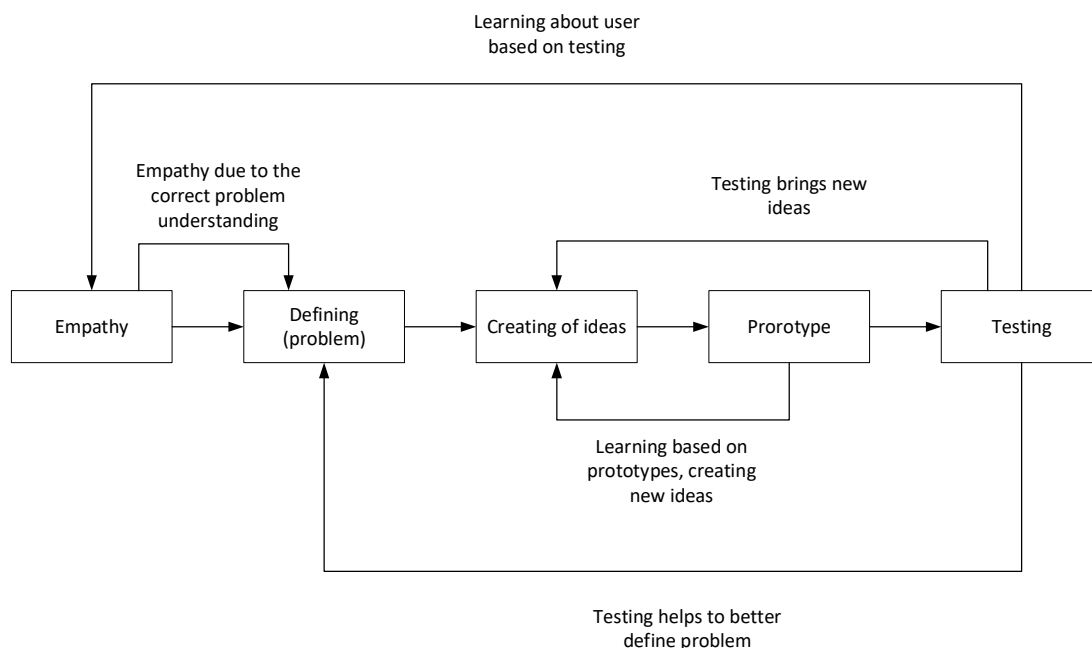 Learning about user
based on testing
Empathy due to the
correct problem
understanding
Testing brings new
ideas
Empathy
Defining
(problem)
Creating of ideas
Prorotype
Testing
Learning based on
prototypes, creating
new ideas
Testing helps to better
define problem